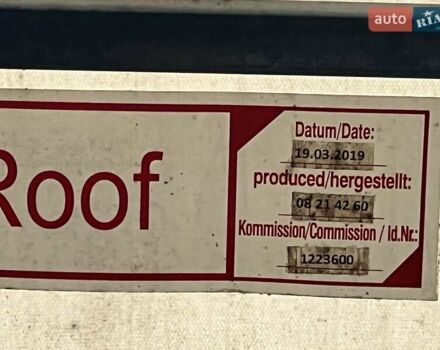 auto RIA
Roof
Datum/Date:
19.03.2019
produced/hergestellt:
08 21 42 60
Kommission/Commission / Id.Nr.:
1223600